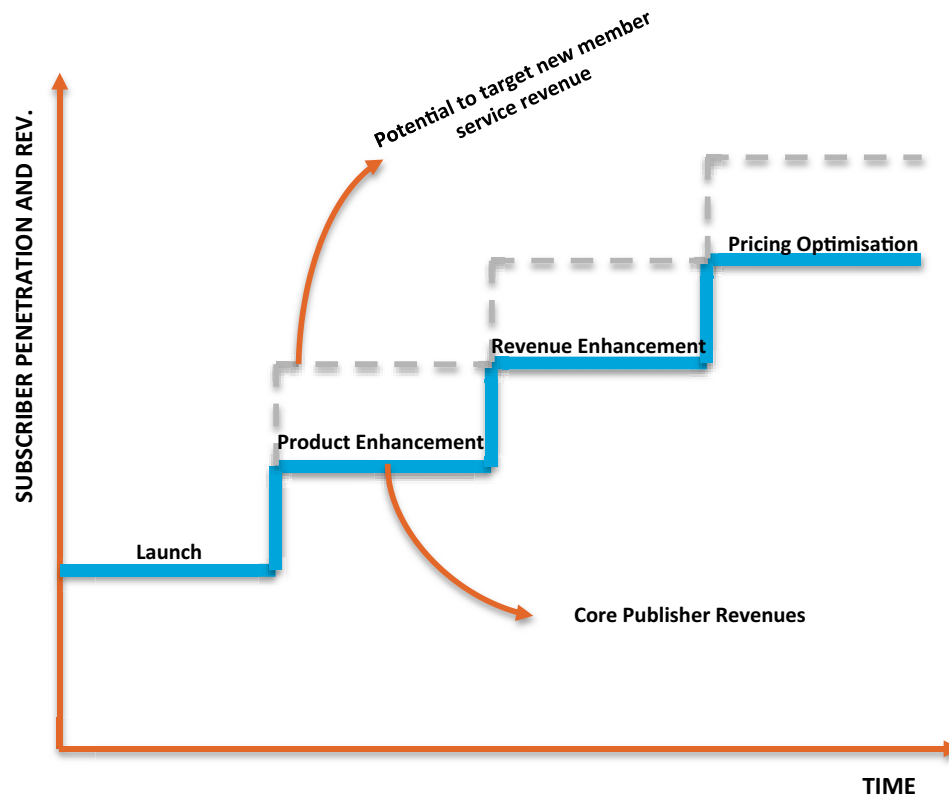 Potential to target new member
service revenue
SUBSCRIBER PENETRATION AND REV.
Pricing Optimisation
Revenue Enhancement
Product Enhancement
Launch
Core Publisher Revenues
TIME